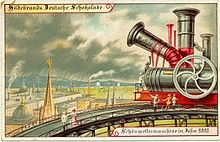 Hildebrands Deutsche Schokolade
Schönwettermaschine im Jahre 2000.